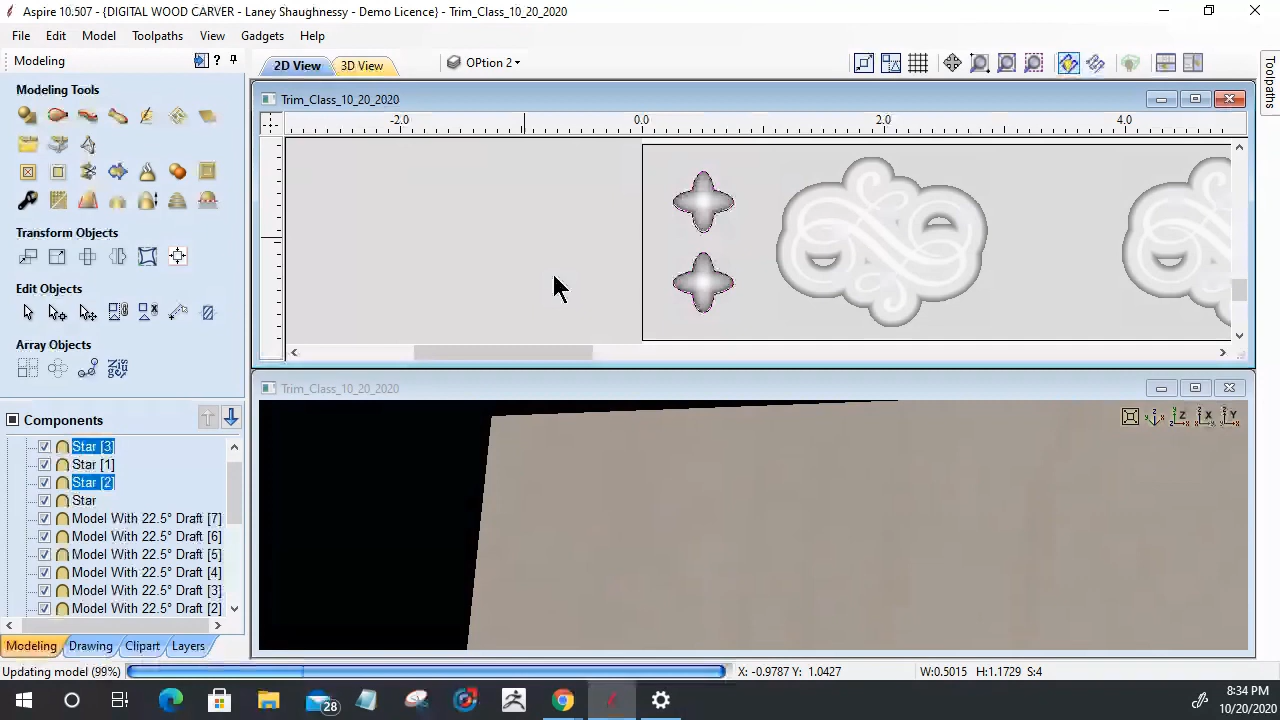 Aspire 10.507 - {DIGITAL WOOD CARVER - Laney Shaughnessy - Demo Licence} - Trim_Class_10_20_2020
File Edit Model Toolpaths View Gadgets Help
Modeling
?
2D View 3D View
Option 2
Toolpaths
Modeling Tools
Transform Objects
Edit Objects
Array Objects
Trim_Class_10_20_2020
-2.0 0.0 2.0 4.0
Trim_Class_10_20_2020
Z X Y
Components
Star [3]
Star [1]
Star [2]
Star
Model With 22.5° Draft [7]
Model With 22.5° Draft [6]
Model With 22.5° Draft [5]
Model With 22.5° Draft [4]
Model With 22.5° Draft [3]
Model With 22.5° Draft [2]
Modeling Drawing Clipart Layers
Updating model (99%) X: -0.9787 Y: 1.0427 W:0.5015 H:1.1729 S:4
28
8:34 PM
10/20/2020